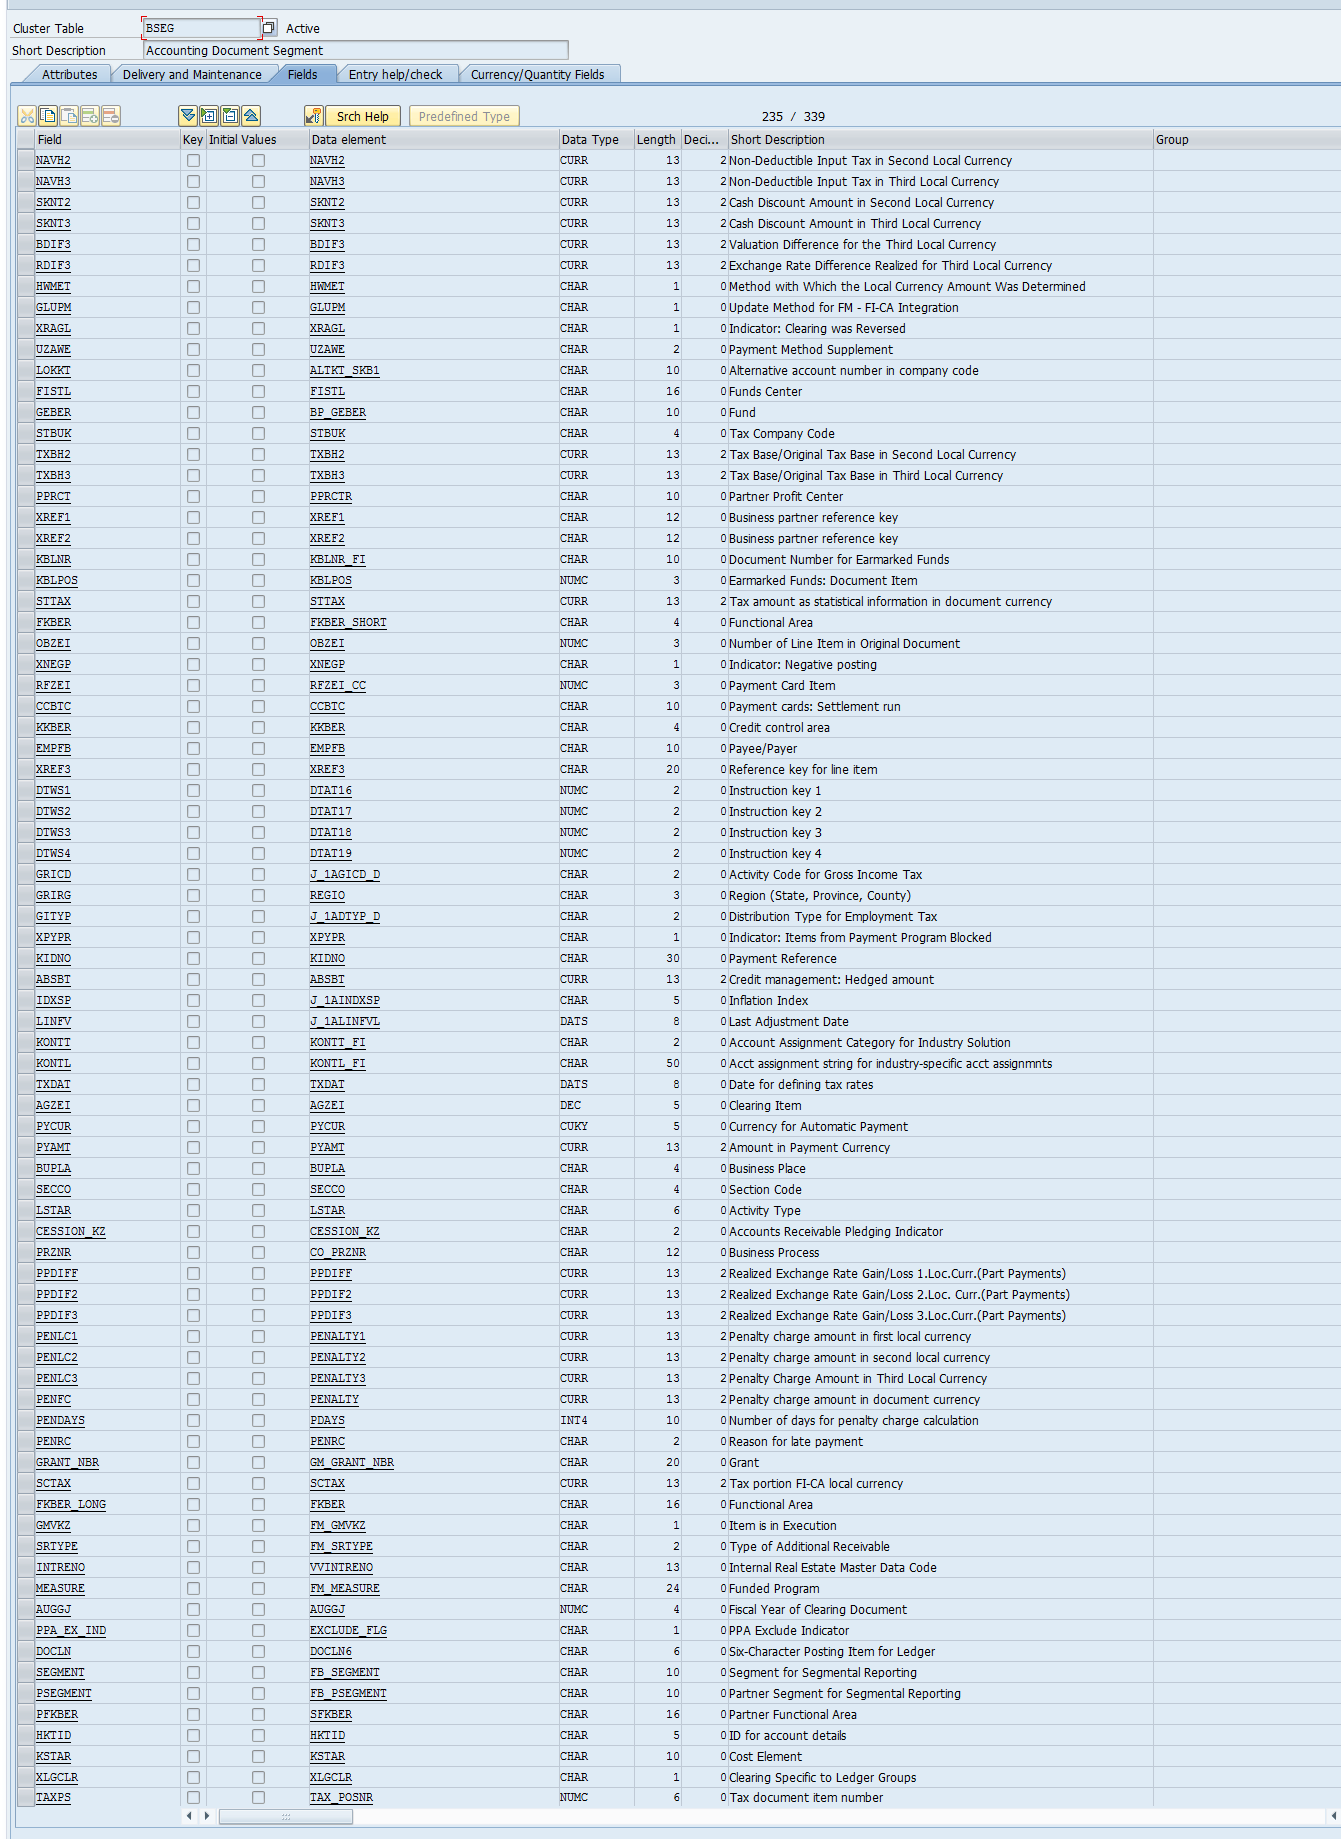 Cluster Table BSEG Active
Short Description Accounting Document Segment
Attributes Delivery and Maintenance Fields Entry help/check Currency/Quantity Fields
Srch Help Predefined Type 235 / 339
Field Key Initial Values Data element Data Type Length Deci... Short Description Group
NAVH2 NAVH2 CURR 13 2 Non-Deductible Input Tax in Second Local Currency
NAVH3 NAVH3 CURR 13 2 Non-Deductible Input Tax in Third Local Currency
SKNT2 SKNT2 CURR 13 2 Cash Discount Amount in Second Local Currency
SKNT3 SKNT3 CURR 13 2 Cash Discount Amount in Third Local Currency
BDIF3 BDIF3 CURR 13 2 Valuation Difference for the Third Local Currency
RDIF3 RDIF3 CURR 13 2 Exchange Rate Difference Realized for Third Local Currency
HWMET HWMET CHAR 1 0 Method with Which the Local Currency Amount Was Determined
GLUPM GLUPM CHAR 1 0 Update Method for FM - FI-CA Integration
XRAGL XRAGL CHAR 1 0 Indicator: Clearing was Reversed
UZAWE UZAWE CHAR 2 0 Payment Method Supplement
LOKKT ALTKT_SKB1 CHAR 10 0 Alternative account number in company code
FISTL FISTL CHAR 16 0 Funds Center
GEBER BP_GEBER CHAR 10 0 Fund
STBUK STBUK CHAR 4 0 Tax Company Code
TXBH2 TXBH2 CURR 13 2 Tax Base/Original Tax Base in Second Local Currency
TXBH3 TXBH3 CURR 13 2 Tax Base/Original Tax Base in Third Local Currency
PPRCT PPRCTR CHAR 10 0 Partner Profit Center
XREF1 XREF1 CHAR 12 0 Business partner reference key
XREF2 XREF2 CHAR 12 0 Business partner reference key
KBLNR KBLNR_FI CHAR 10 0 Document Number for Earmarked Funds
KBLPOS KBLPOS NUMC 3 0 Earmarked Funds: Document Item
STTAX STTAX CURR 13 2 Tax amount as statistical information in document currency
FKBER FKBER_SHORT CHAR 4 0 Functional Area
OBZEI OBZEI NUMC 3 0 Number of Line Item in Original Document
XNEGP XNEGP CHAR 1 0 Indicator: Negative posting
RFZEI RFZEI_CC NUMC 3 0 Payment Card Item
CCBTC CCBTC CHAR 10 0 Payment cards: Settlement run
KKBER KKBER CHAR 4 0 Credit control area
EMPFB EMPFB CHAR 10 0 Payee/Payer
XREF3 XREF3 CHAR 20 0 Reference key for line item
DTWS1 DTAT16 NUMC 2 0 Instruction key 1
DTWS2 DTAT17 NUMC 2 0 Instruction key 2
DTWS3 DTAT18 NUMC 2 0 Instruction key 3
DTWS4 DTAT19 NUMC 2 0 Instruction key 4
GRICD J_1AGICD_D CHAR 2 0 Activity Code for Gross Income Tax
GRIRG REGIO CHAR 3 0 Region (State, Province, County)
GITYP J_1ADTYP_D CHAR 2 0 Distribution Type for Employment Tax
XPYPR XPYPR CHAR 1 0 Indicator: Items from Payment Program Blocked
KIDNO KIDNO CHAR 30 0 Payment Reference
ABSBT ABSBT CURR 13 2 Credit management: Hedged amount
IDXSP J_1AINDXSP CHAR 5 0 Inflation Index
LINFV J_1ALINFVL DATS 8 0 Last Adjustment Date
KONTT KONTT_FI CHAR 2 0 Account Assignment Category for Industry Solution
KONTL KONTL_FI CHAR 50 0 Acct assignment string for industry-specific acct assignmnts
TXDAT TXDAT DATS 8 0 Date for defining tax rates
AGZEI AGZEI DEC 5 0 Clearing Item
PYCUR PYCUR CUKY 5 0 Currency for Automatic Payment
PYAMT PYAMT CURR 13 2 Amount in Payment Currency
BUPLA BUPLA CHAR 4 0 Business Place
SECCO SECCO CHAR 4 0 Section Code
LSTAR LSTAR CHAR 6 0 Activity Type
CESSION_KZ CESSION_KZ CHAR 2 0 Accounts Receivable Pledging Indicator
PRZNR CO_PRZNR CHAR 12 0 Business Process
PPDIFF PPDIFF CURR 13 2 Realized Exchange Rate Gain/Loss 1.Loc.Curr.(Part Payments)
PPDIF2 PPDIF2 CURR 13 2 Realized Exchange Rate Gain/Loss 2.Loc. Curr.(Part Payments)
PPDIF3 PPDIF3 CURR 13 2 Realized Exchange Rate Gain/Loss 3.Loc.Curr.(Part Payments)
PENLC1 PENALTY1 CURR 13 2 Penalty charge amount in first local currency
PENLC2 PENALTY2 CURR 13 2 Penalty charge amount in second local currency
PENLC3 PENALTY3 CURR 13 2 Penalty Charge Amount in Third Local Currency
PENFC PENALTY CURR 13 2 Penalty charge amount in document currency
PENDAYS PDAYS INT4 10 0 Number of days for penalty charge calculation
PENRC PENRC CHAR 2 0 Reason for late payment
GRANT_NBR GM_GRANT_NBR CHAR 20 0 Grant
SCTAX SCTAX CURR 13 2 Tax portion FI-CA local currency
FKBER_LONG FKBER CHAR 16 0 Functional Area
GMVKZ FM_GMVKZ CHAR 1 0 Item is in Execution
SRTYPE FM_SRTYPE CHAR 2 0 Type of Additional Receivable
INTRENO VVINTRENO CHAR 13 0 Internal Real Estate Master Data Code
MEASURE FM_MEASURE CHAR 24 0 Funded Program
AUGGJ AUGGJ NUMC 4 0 Fiscal Year of Clearing Document
PPA_EX_IND EXCLUDE_FLG CHAR 1 0 PPA Exclude Indicator
DOCLN DOCLN6 CHAR 6 0 Six-Character Posting Item for Ledger
SEGMENT FB_SEGMENT CHAR 10 0 Segment for Segmental Reporting
PSEGMENT FB_PSEGMENT CHAR 10 0 Partner Segment for Segmental Reporting
PFKBER SFKBER CHAR 16 0 Partner Functional Area
HKTID HKTID CHAR 5 0 ID for account details
KSTAR KSTAR CHAR 10 0 Cost Element
XLGCLR XLGCLR CHAR 1 0 Clearing Specific to Ledger Groups
TAXPS TAX_POSNR NUMC 6 0 Tax document item number